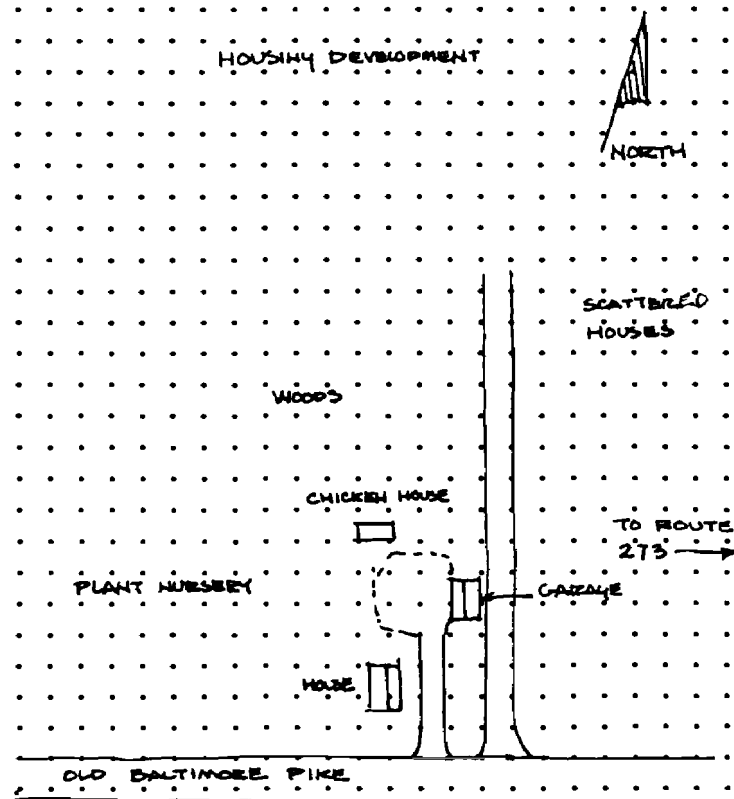 HOUSING DEVELOPMENT
NORTH
SCATTERED
HOUSES
WOODS
CHICKEN HOUSE
TO ROUTE
273
PLANT NURSERY
GARAGE
HOUSE
OLD BALTIMORE PIKE